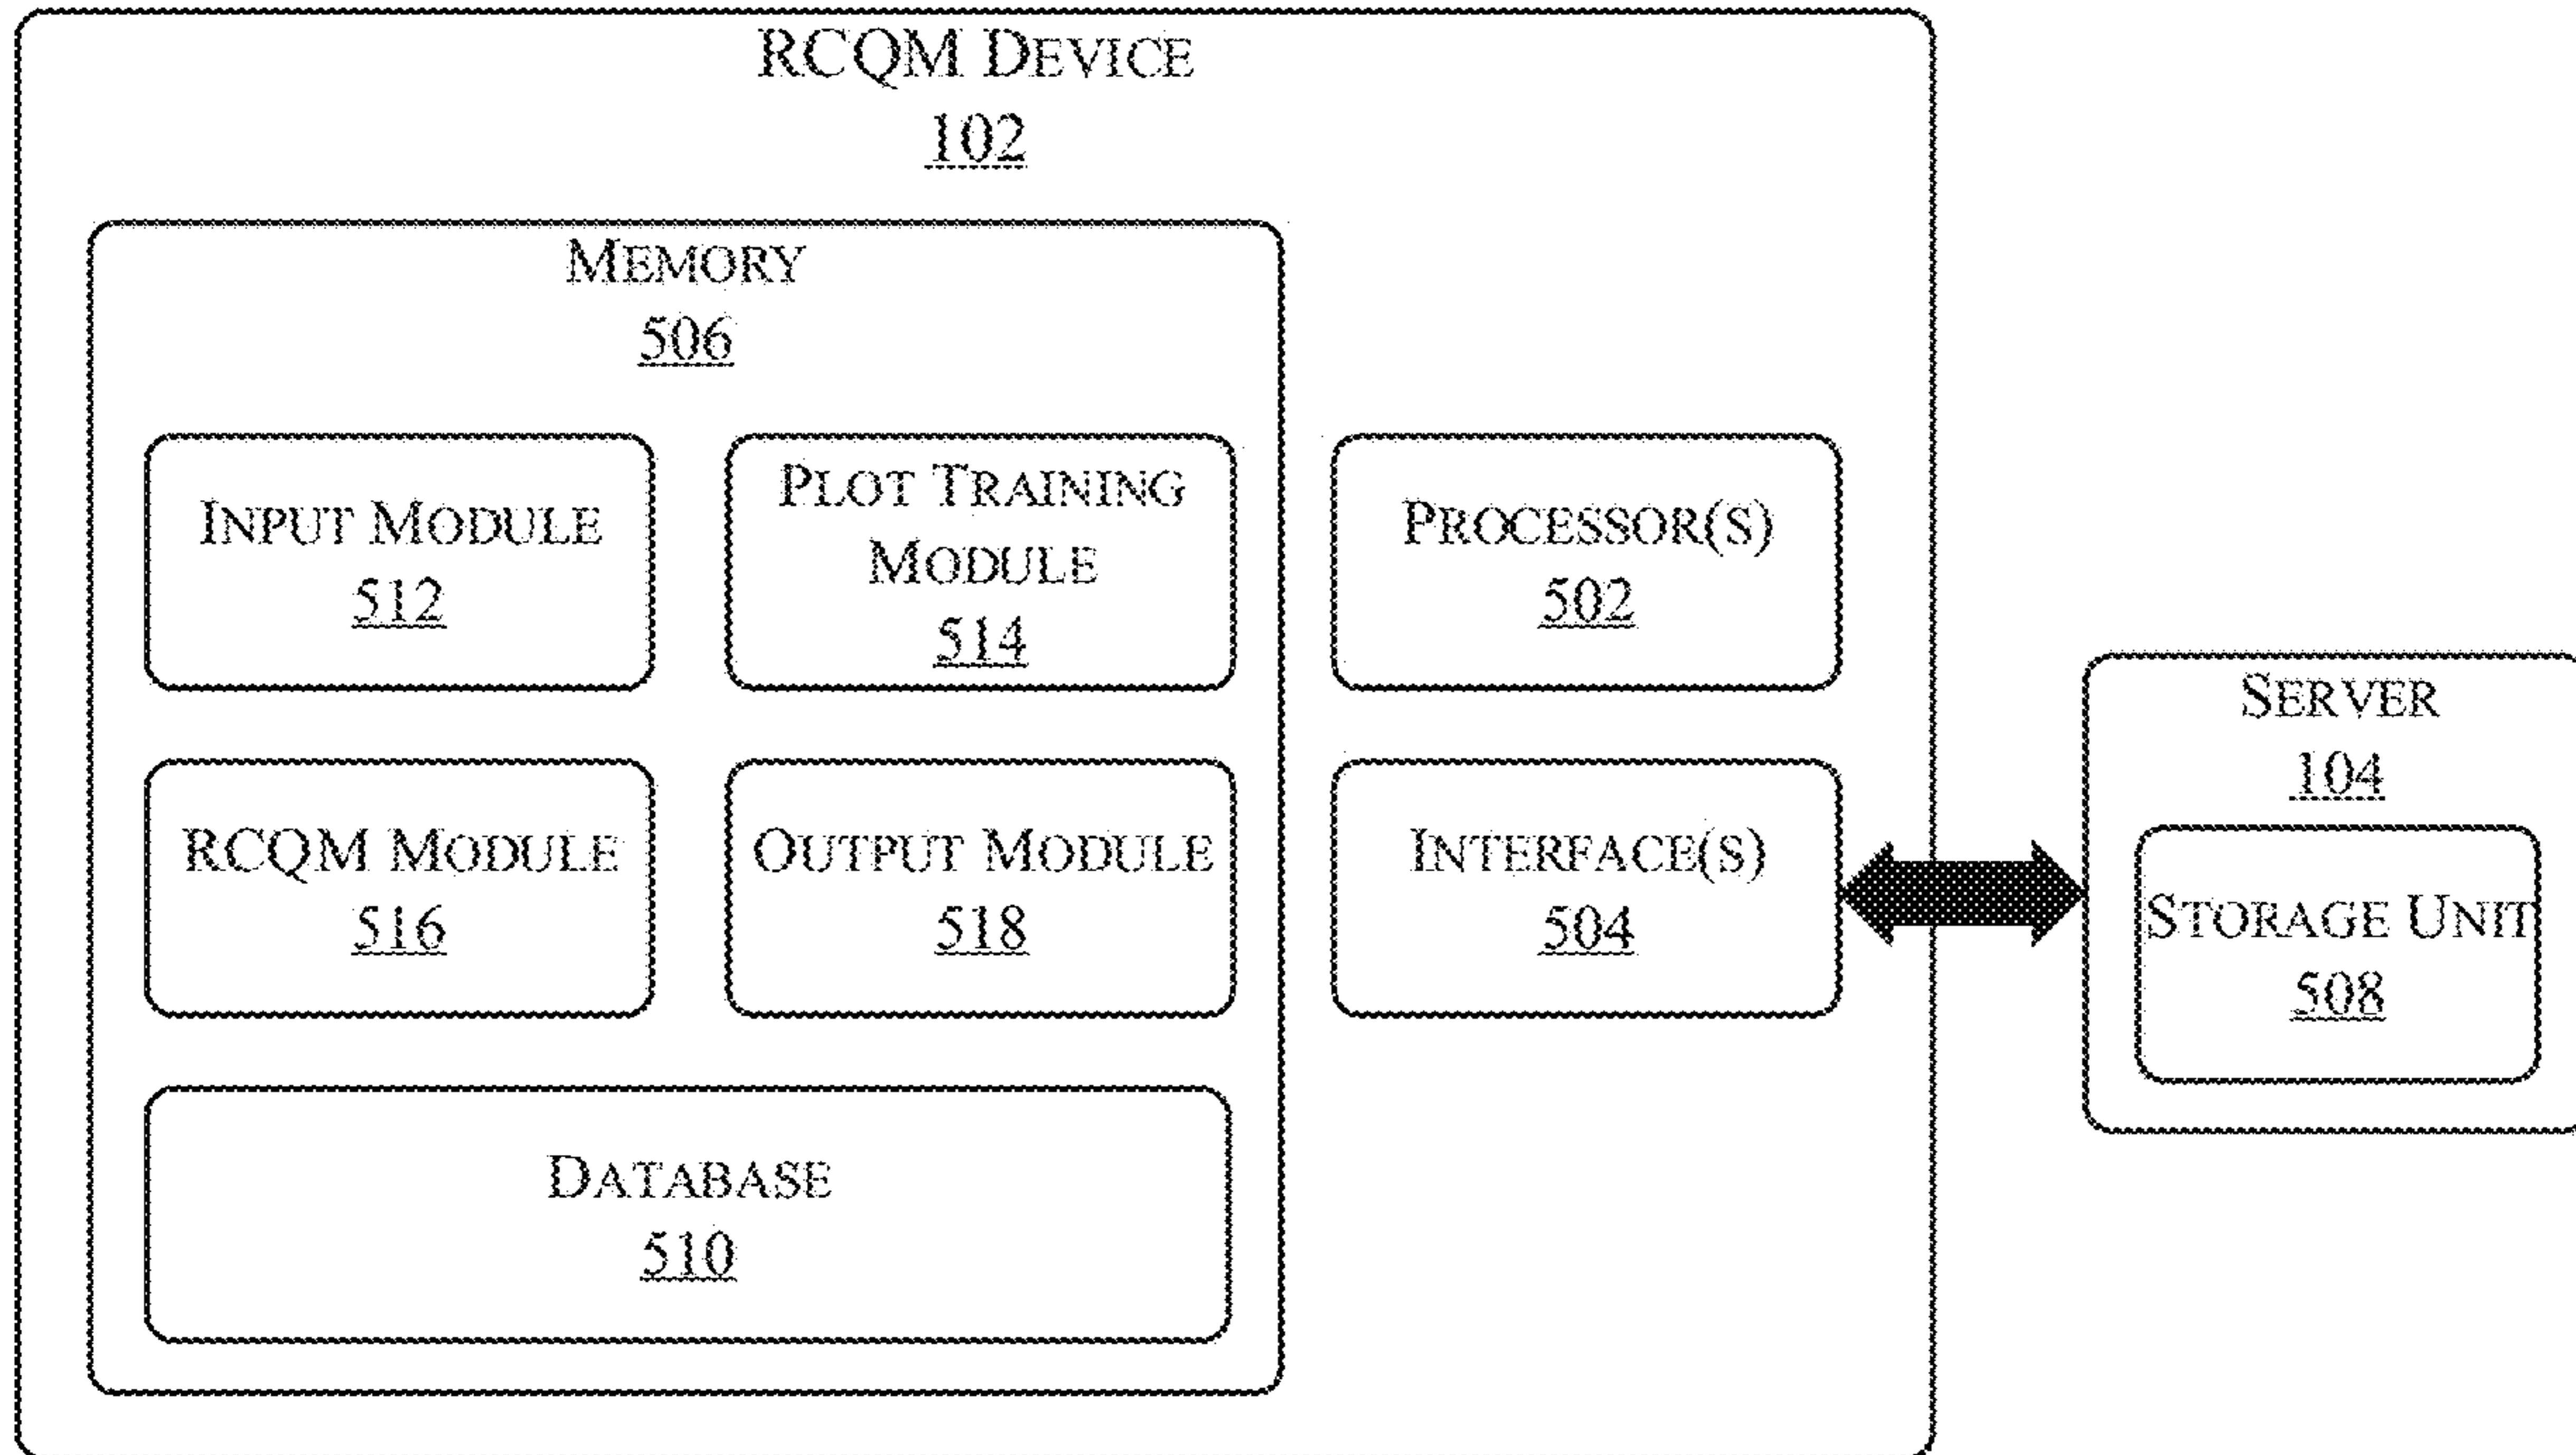 RCQM DEVICE
102
MEMORY
506
INPUT MODULE
512
PLOT TRAINING
MODULE
514
PROCESSOR(S)
502
RCQM MODULE
516
OUTPUT MODULE
518
INTERFACE(S)
504
SERVER
104
STORAGE UNIT
508
DATABASE
510